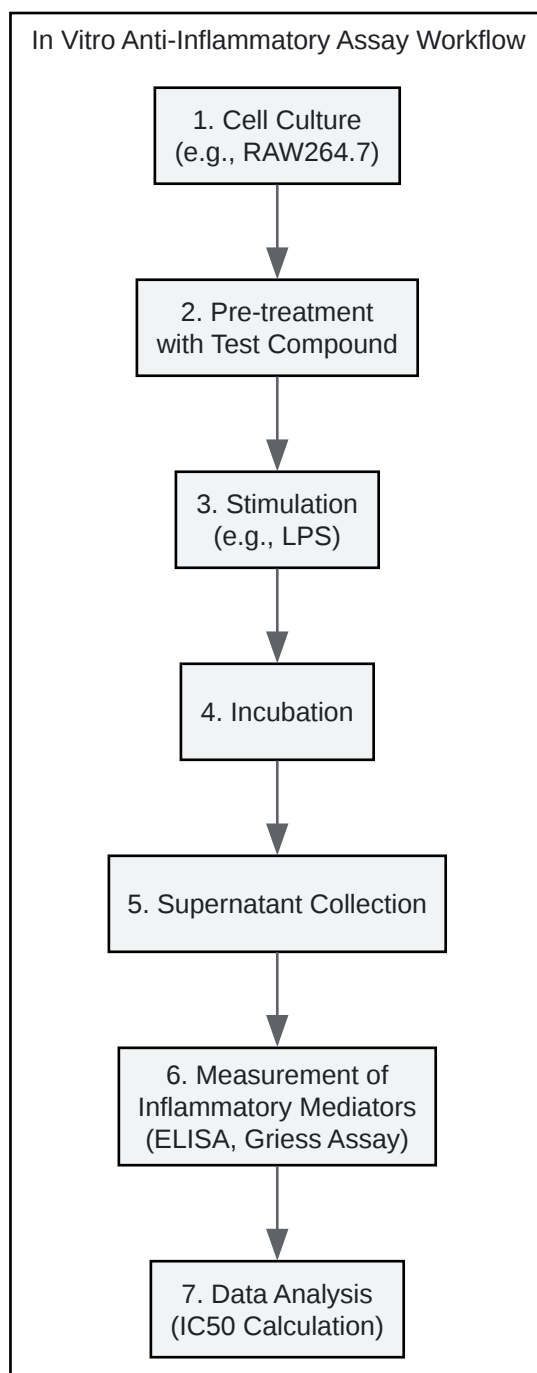 In Vitro Anti-Inflammatory Assay Workflow
1. Cell Culture
(e.g., RAW264.7)
2. Pre-treatment
with Test Compound
3. Stimulation
(e.g., LPS)
4. Incubation
5. Supernatant Collection
6. Measurement of
Inflammatory Mediators
(ELISA, Griess Assay)
7. Data Analysis
(IC50 Calculation)